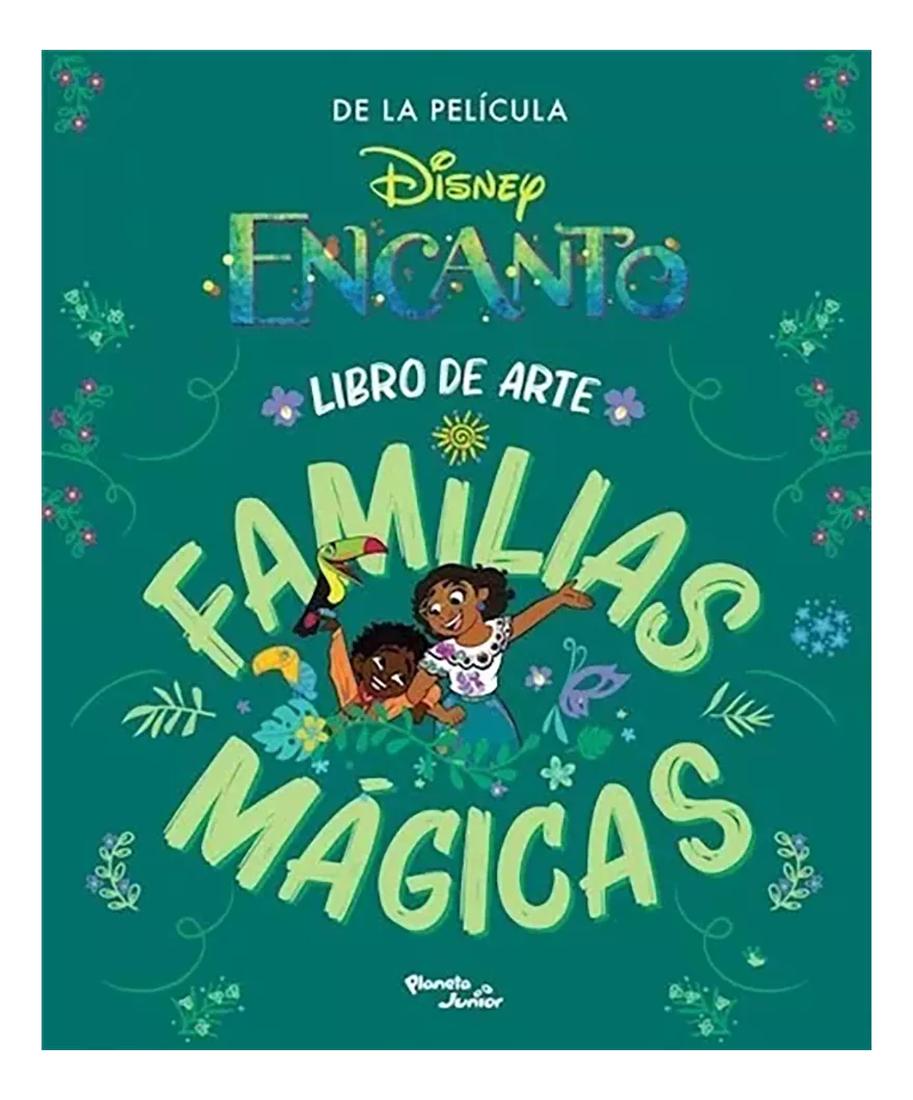 DE LA PELÍCULA
Disney
ENCANTO
LIBRO DE ARTE
FAMILIAS
MÁGICAS
Planeta
Junior